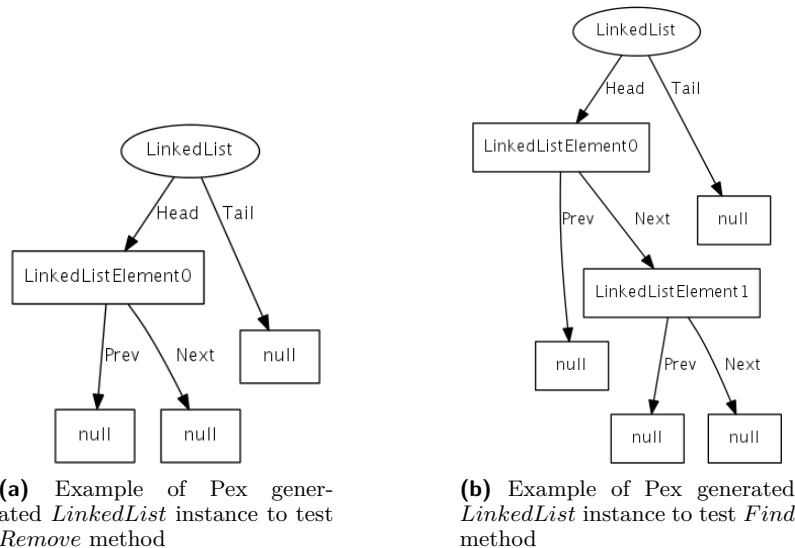 LinkedList
Head
Tail
LinkedListElement0
Prev
Next
null
null
null
(a) Example of Pex gener-
ated LinkedList instance to test
Remove method
LinkedList
Head
Tail
LinkedListElement0
Prev
Next
null
LinkedListElement1
null
Prev
Next
null
null
(b) Example of Pex generated
LinkedList instance to test Find
method